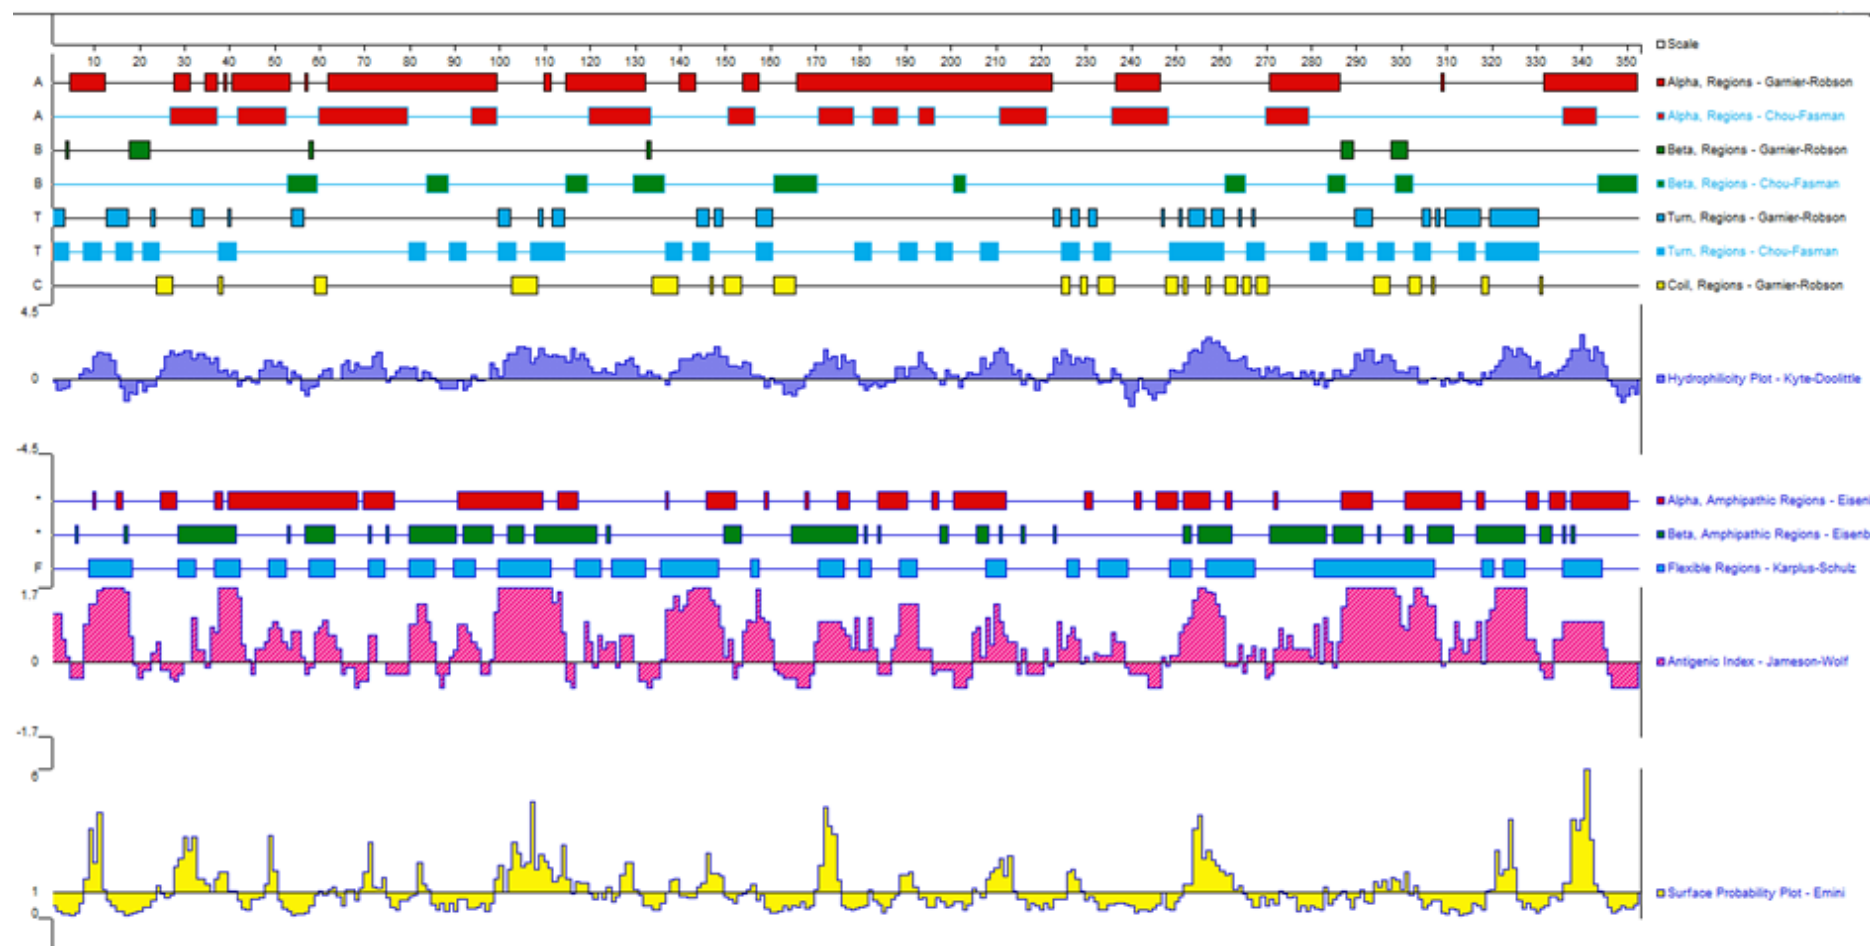 Scale
10 20 30 40 50 60 70 80 90 100 110 120 130 140 150 160 170 180 190 200 210 220 230 240 250 260 270 280 290 300 310 320 330 340 350
A Alpha, Regions - Garnier-Robson
A Alpha, Regions - Chou-Fasman
B Beta, Regions - Garnier-Robson
B Beta, Regions - Chou-Fasman
T Turn, Regions - Garnier-Robson
T Turn, Regions - Chou-Fasman
C Coil, Regions - Garnier-Robson
4.5
0 Hydrophilicity Plot - Kyte-Doolittle
-4.5
* Alpha, Amphipathic Regions - Eisen
* Beta, Amphipathic Regions - Eisenb
F Flexible Regions - Karplus-Schulz
1.7
0 Antigenic Index - Jameson-Wolf
-1.7
6
1 Surface Probability Plot - Emini
0